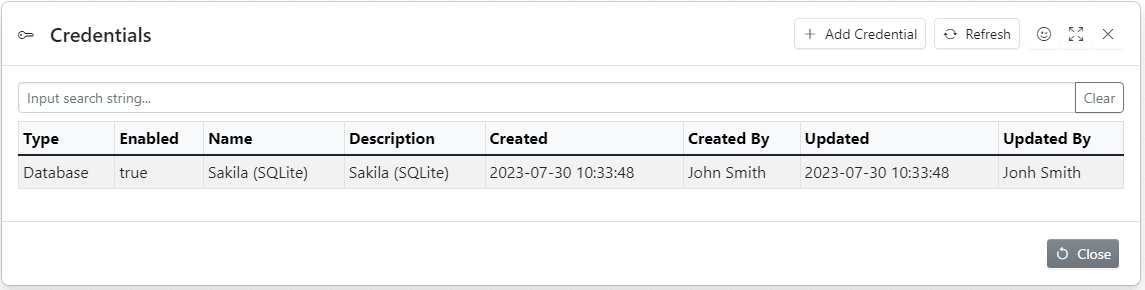 Credentials Add Credential Refresh
Input search string... Clear
Type Enabled Name Description Created Created By Updated Updated By
Database true Sakila (SQLite) Sakila (SQLite) 2023-07-30 10:33:48 John Smith 2023-07-30 10:33:48 Jonh Smith
Close